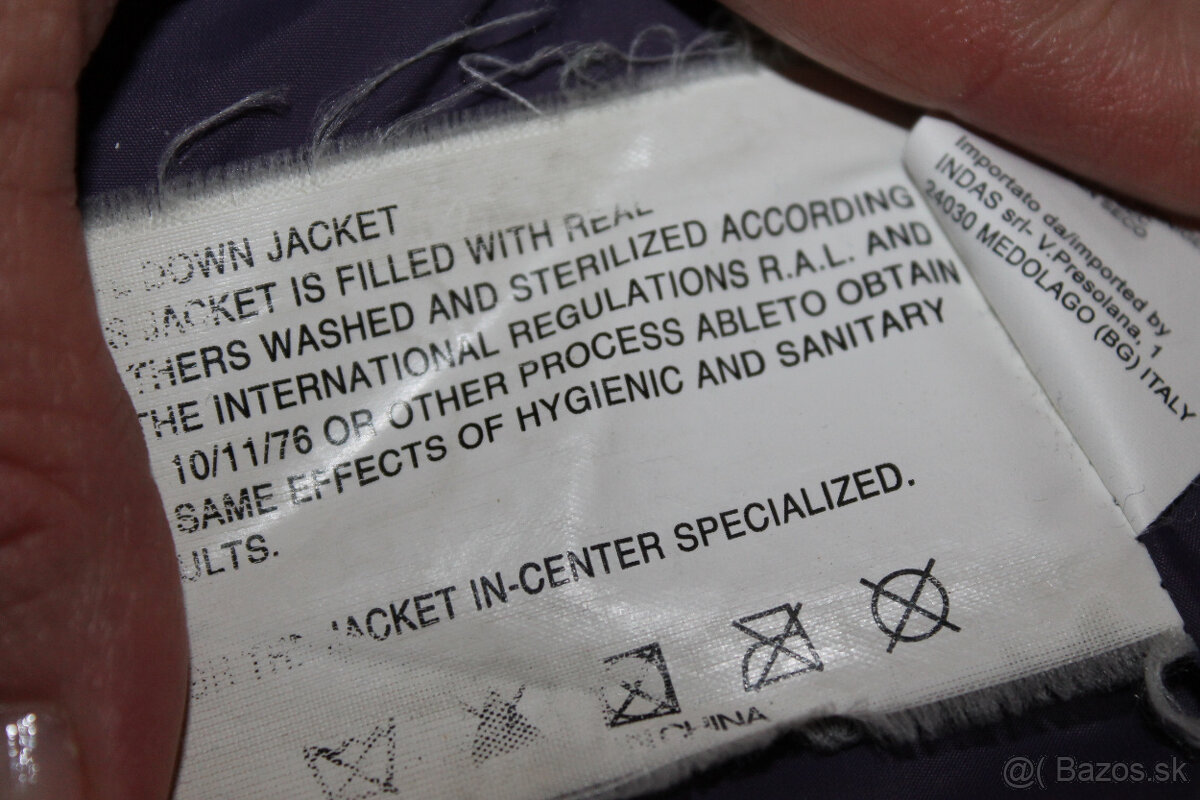 DOWN JACKET
JACKET IS FILLED WITH REAL
THERS WASHED AND STERILIZED ACCORDING
THE INTERNATIONAL REGULATIONS R.A.L. AND
10/11/76 OR OTHER PROCESS ABLETO OBTAIN
SAME EFFECTS OF HYGIENIC AND SANITARY
ULTS.
JACKET IN-CENTER SPECIALIZED.
CHINA
Importato da/imported by
INDAS srl- V.Presolana, 1
24030 MEDOLAGO (BG) ITALY
@( Bazos.sk